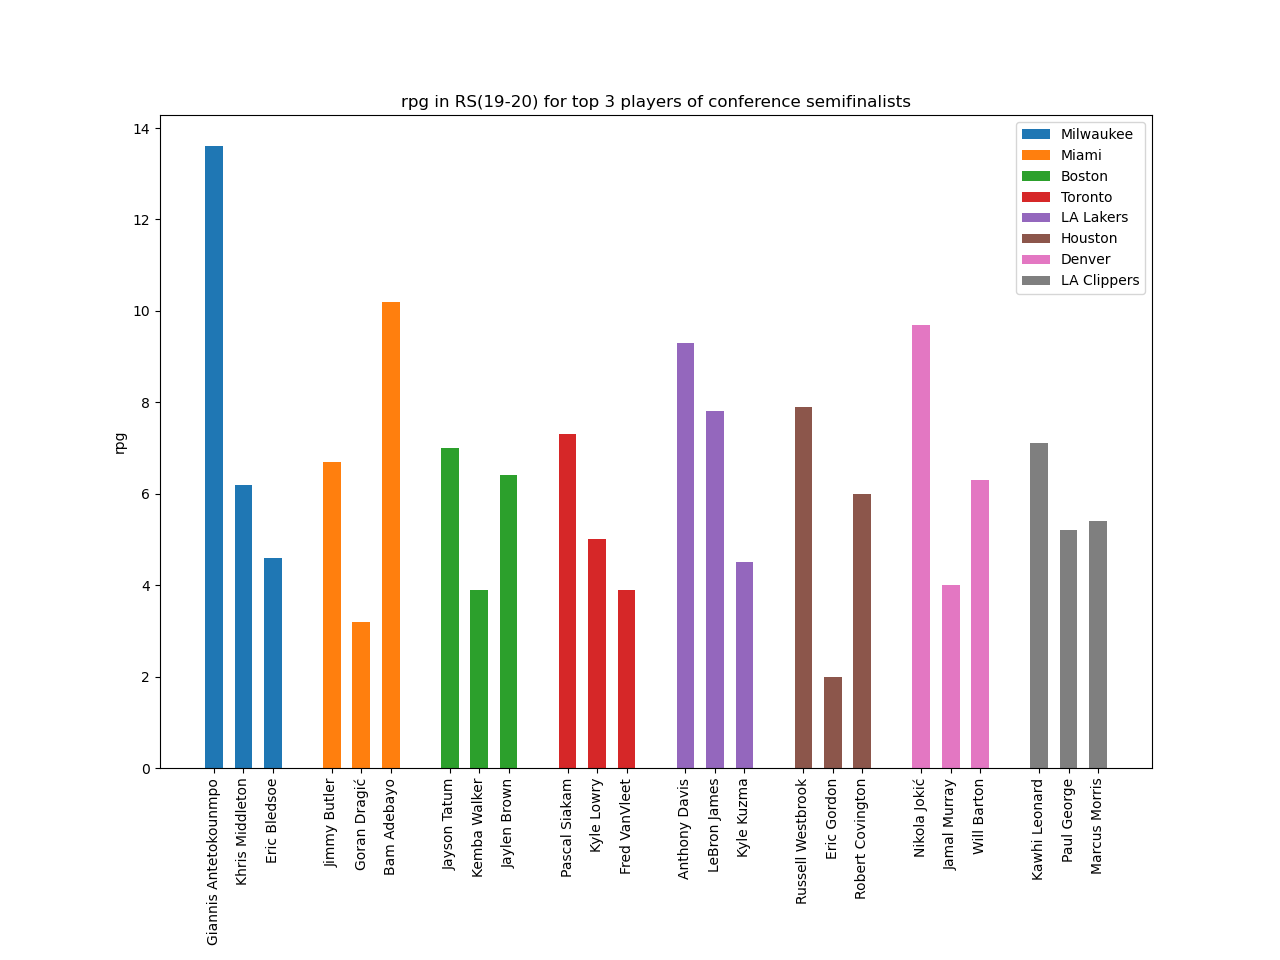 rpg in RS(19-20) for top 3 players of conference semifinalists
14
12
10
8
6
4
2
0
rpg
Milwaukee
Miami
Boston
Toronto
LA Lakers
Houston
Denver
LA Clippers
Giannis Antetokounmpo
Khris Middleton
Eric Bledsoe
Jimmy Butler
Goran Dragić
Bam Adebayo
Jayson Tatum
Kemba Walker
Jaylen Brown
Pascal Siakam
Kyle Lowry
Fred VanVleet
Anthony Davis
LeBron James
Kyle Kuzma
Russell Westbrook
Eric Gordon
Robert Covington
Nikola Jokić
Jamal Murray
Will Barton
Kawhi Leonard
Paul George
Marcus Morris